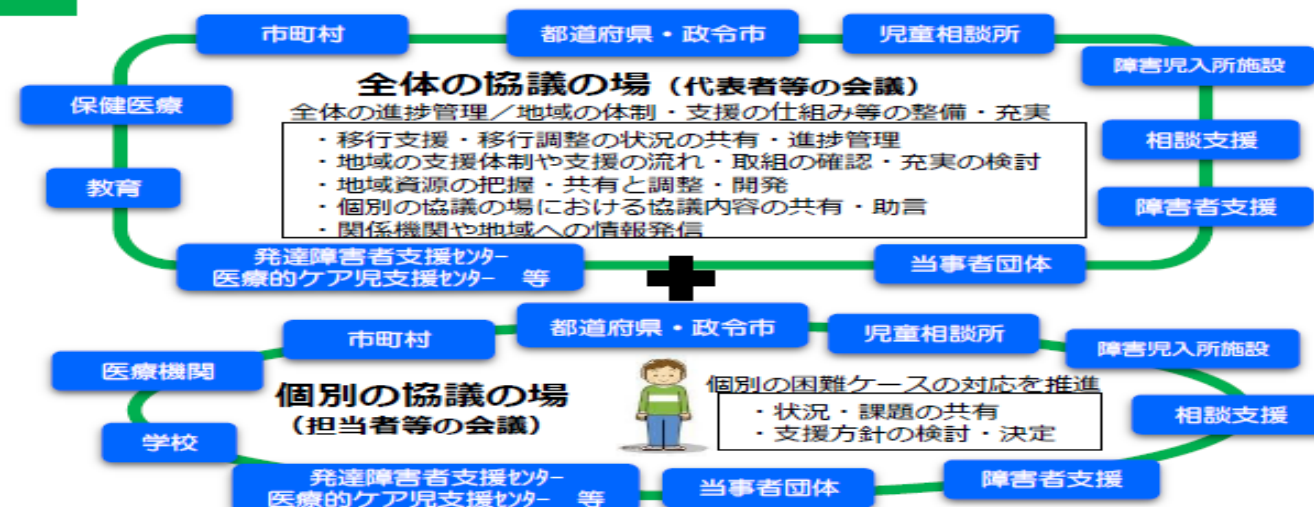 市町村
都道府県・政令市
児童相談所
障害児入所施設
保健医療
全体の協議の場（代表者等の会議）
全体の進捗管理／地域の体制・支援の仕組み等の整備・充実
・移行支援・移行調整の状況の共有・進捗管理
・地域の支援体制や支援の流れ・取組の確認・充実の検討
・地域資源の把握・共有と調整・開発
・個別の協議の場における協議内容の共有・助言
・関係機関や地域への情報発信
相談支援
教育
障害者支援
発達障害者支援ｾﾝﾀｰ
医療的ケア児支援ｾﾝﾀｰ 等
当事者団体
市町村
都道府県・政令市
児童相談所
障害児入所施設
医療機関
個別の協議の場
（担当者等の会議）
個別の困難ケースの対応を推進
・状況・課題の共有
・支援方針の検討・決定
相談支援
学校
発達障害者支援ｾﾝﾀｰ
医療的ケア児支援ｾﾝﾀｰ 等
当事者団体
障害者支援